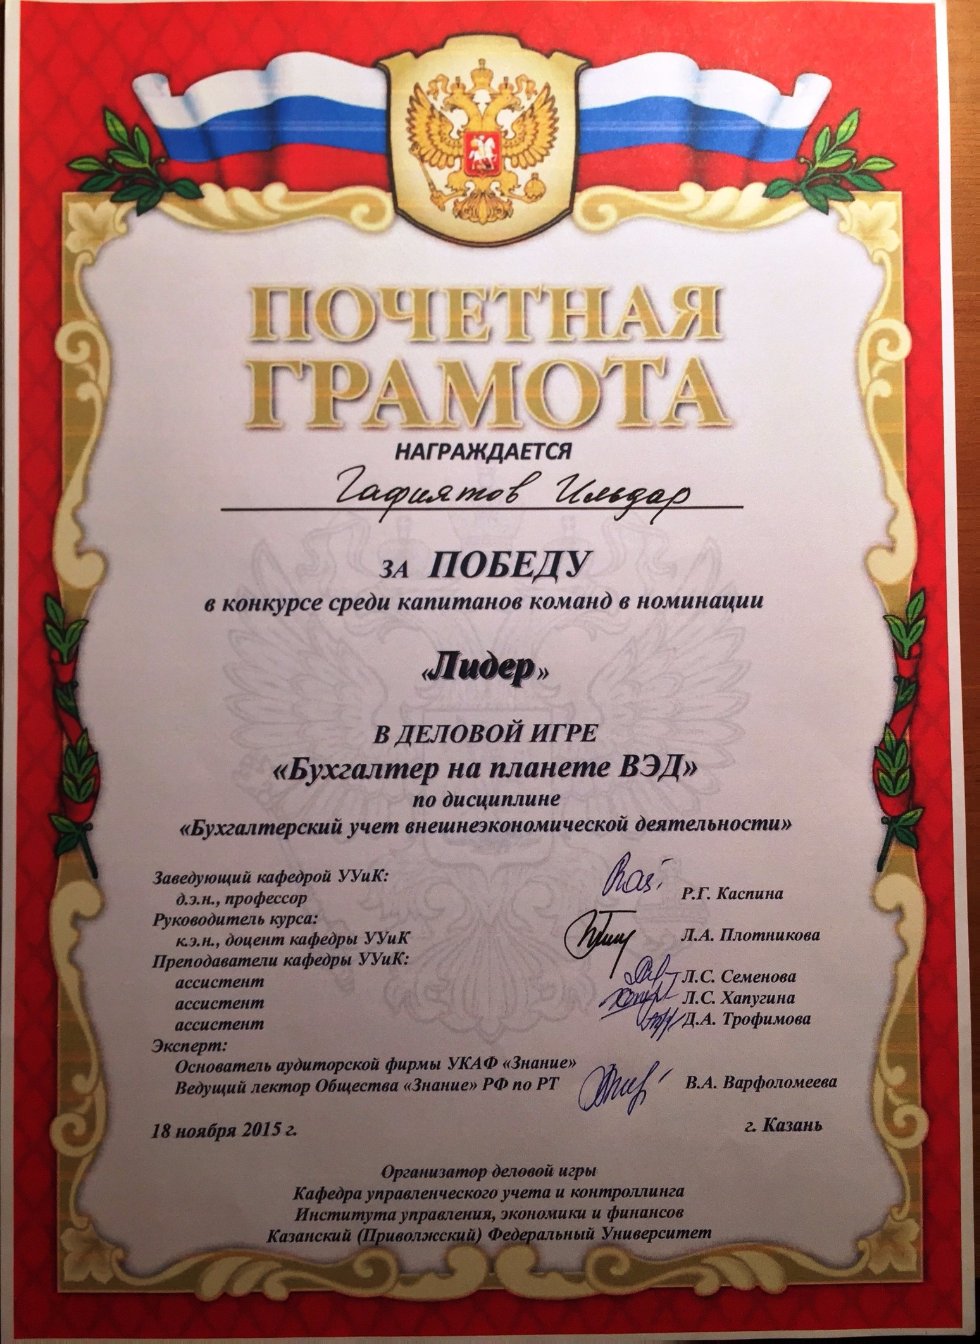 ПОЧЕТНАЯ
ГРАМОТА
НАГРАЖДАЕТСЯ
Гафиятов Ильдар
ЗА ПОБЕДУ
в конкурсе среди капитанов команд в номинации
«Лидер»
В ДЕЛОВОЙ ИГРЕ
«Бухгалтер на планете ВЭД»
по дисциплине
«Бухгалтерский учет внешнеэкономической деятельности»
Заведующий кафедрой УУиК:
д.э.н., профессор Р.Г. Каспина
Руководитель курса:
к.э.н., доцент кафедры УУиК Л.А. Плотникова
Преподаватели кафедры УУиК:
ассистент Л.С. Семенова
ассистент Л.С. Хапугина
ассистент Д.А. Трофимова
Эксперт:
Основатель аудиторской фирмы УКАФ «Знание»
Ведущий лектор Общества «Знание» РФ по РТ В.А. Варфоломеева
18 ноября 2015 г. г. Казань
Организатор деловой игры
Кафедра управленческого учета и контроллинга
Института управления, экономики и финансов
Казанский (Приволжский) Федеральный Университет